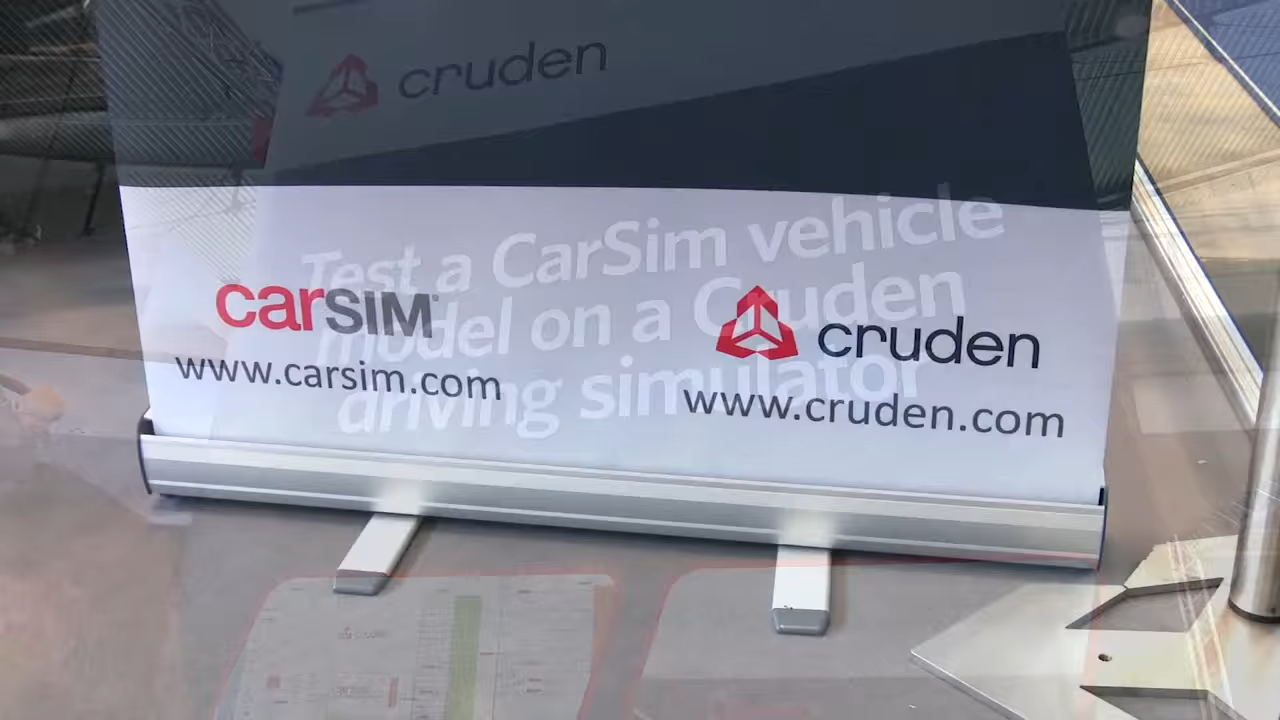 cruden
Test a CarSim vehicle
model on a Cruden
driving simulator
carSIM
www.carsim.com
cruden
www.cruden.com